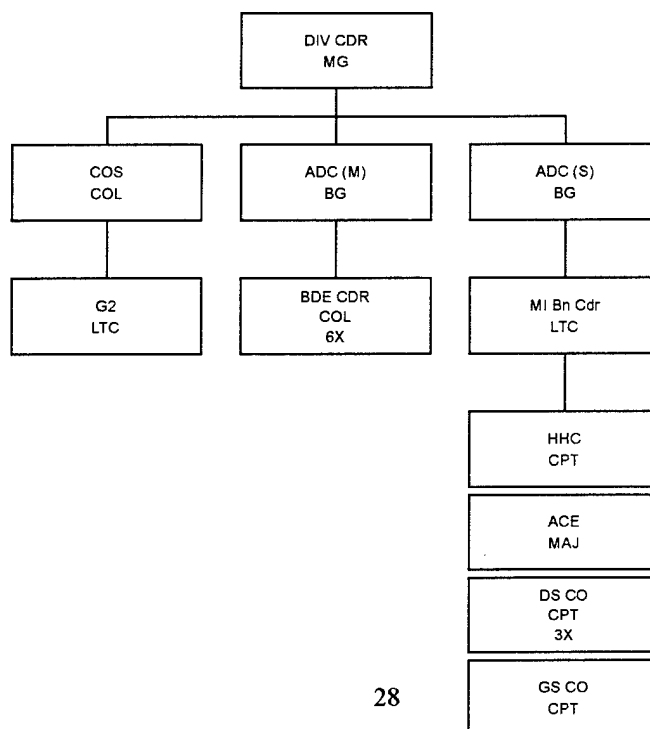 DIV CDR
MG
COS
COL
ADC (M)
BG
ADC (S)
BG
G2
LTC
BDE CDR
COL
6X
MI Bn Cdr
LTC
HHC
CPT
ACE
MAJ
DS CO
CPT
3X
GS CO
CPT
28